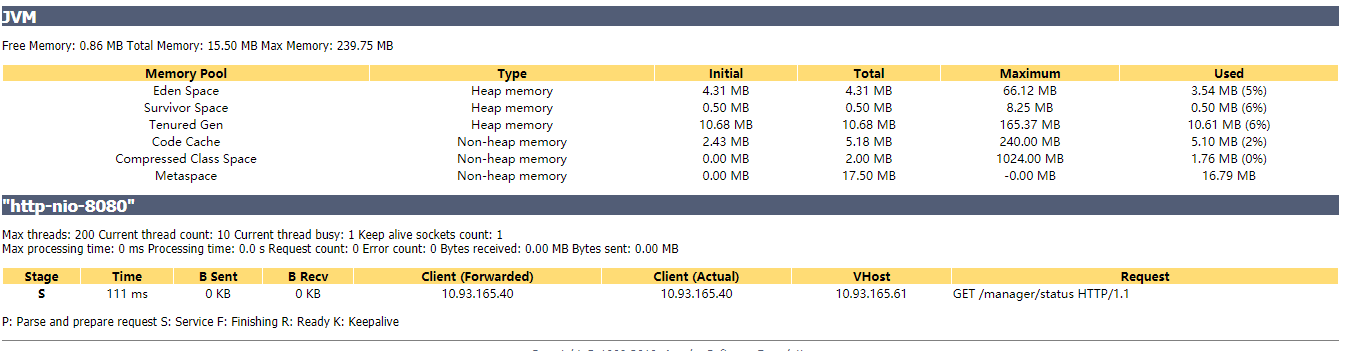 JVM
Free Memory: 0.86 MB Total Memory: 15.50 MB Max Memory: 239.75 MB
Memory Pool Type Initial Total Maximum Used
Eden Space Heap memory 4.31 MB 4.31 MB 66.12 MB 3.54 MB (5%)
Survivor Space Heap memory 0.50 MB 0.50 MB 8.25 MB 0.50 MB (6%)
Tenured Gen Heap memory 10.68 MB 10.68 MB 165.37 MB 10.61 MB (6%)
Code Cache Non-heap memory 2.43 MB 5.18 MB 240.00 MB 5.10 MB (2%)
Compressed Class Space Non-heap memory 0.00 MB 2.00 MB 1024.00 MB 1.76 MB (0%)
Metaspace Non-heap memory 0.00 MB 17.50 MB -0.00 MB 16.79 MB
"http-nio-8080"
Max threads: 200 Current thread count: 10 Current thread busy: 1 Keep alive sockets count: 1
Max processing time: 0 ms Processing time: 0.0 s Request count: 0 Error count: 0 Bytes received: 0.00 MB Bytes sent: 0.00 MB
Stage Time B Sent B Recv Client (Forwarded) Client (Actual) VHost Request
S 111 ms 0 KB 0 KB 10.93.165.40 10.93.165.40 10.93.165.61 GET /manager/status HTTP/1.1
P: Parse and prepare request S: Service F: Finishing R: Ready K: Keepalive